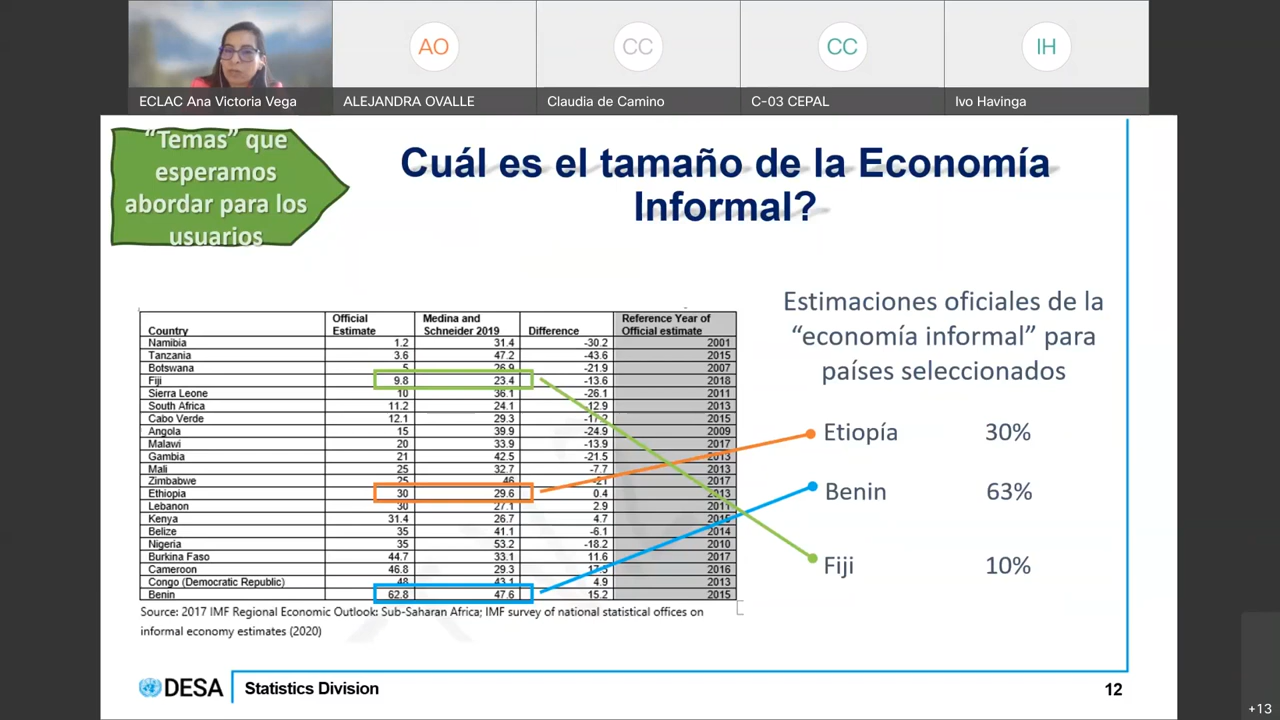 AO
CC
CC
IH
ECLAC Ana Victoria Vega
ALEJANDRA OVALLE
Claudia de Camino
C-03 CEPAL
Ivo Havinga
“Temas” que
esperamos
abordar para los
usuarios
Cuál es el tamaño de la Economía
Informal?
Country Official Estimate Medina and Schneider 2019 Difference Reference Year of Official estimate
Namibia 1.2 31.4 -30.2 2001
Tanzania 3.6 47.2 -43.6 2015
Botswana 5 26.9 -21.9 2007
Fiji 9.8 23.4 -13.6 2018
Sierra Leone 10 36.1 -26.1 2011
South Africa 11.2 24.1 -12.9 2013
Cabo Verde 12.1 29.3 -17.2 2015
Angola 15 39.9 -24.9 2009
Malawi 20 33.9 -13.9 2017
Gambia 21 42.5 -21.5 2013
Mali 25 32.7 -7.7 2013
Zimbabwe 25 46 -21 2017
Ethiopia 30 29.6 0.4 2013
Lebanon 30 27.1 2.9 2011
Kenya 31.4 26.7 4.7 2015
Belize 35 41.1 -6.1 2014
Nigeria 35 53.2 -18.2 2010
Burkina Faso 44.7 33.1 11.6 2017
Cameroon 46.8 29.3 17.5 2016
Congo (Democratic Republic) 48 43.1 4.9 2013
Benin 62.8 47.6 15.2 2015
Source: 2017 IMF Regional Economic Outlook: Sub-Saharan Africa; IMF survey of national statistical offices on
informal economy estimates (2020)
Estimaciones oficiales de la
“economía informal” para
países seleccionados
Etiopía 30%
Benin 63%
Fiji 10%
DESA
Statistics Division
12
+13